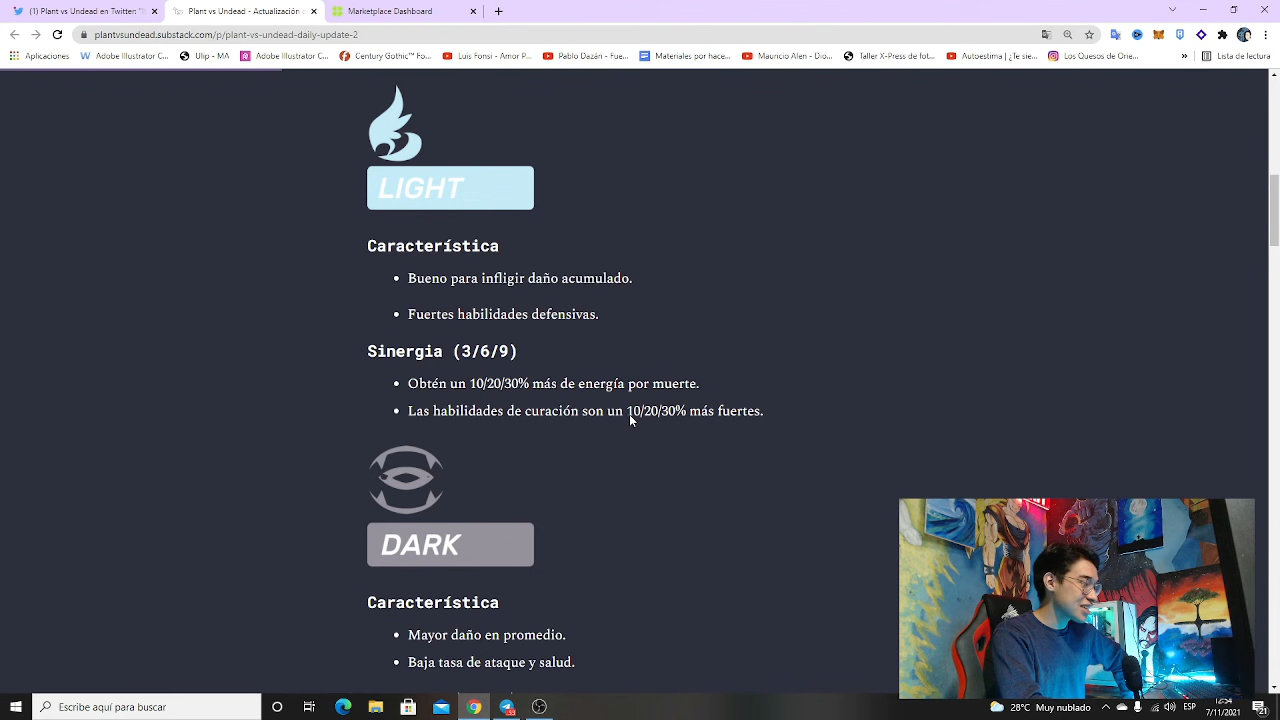 (1) Plant vs Undead en Twitter: "
Plant vs Undead - Actualización
Marketplace Dashboard
plantvsundead.substack.com/p/plant-vs-undead-daily-update-2
Aplicaciones
Adobe Illustrator C...
Ulip - MA
Adobe Illustrator C...
Century Gothic™ Fo...
Luis Fonsi - Amor P...
Pablo Dazán - Fue...
Materiales por hace...
Mauricio Alen - Dio...
Taller X-Press de fot...
Autoestima | ¿Te sie...
Los Quesos de Orie...
»
Lista de lectura
LIGHT
Característica
• Bueno para infligir daño acumulado.
• Fuertes habilidades defensivas.
Sinergia (3/6/9)
• Obtén un 10/20/30% más de energía por muerte.
• Las habilidades de curación son un 10/20/30% más fuertes.
DARK
Característica
• Mayor daño en promedio.
• Baja tasa de ataque y salud.
Escribe aquí para buscar
28°C Muy nublado
ESP
12:54
7/11/2021